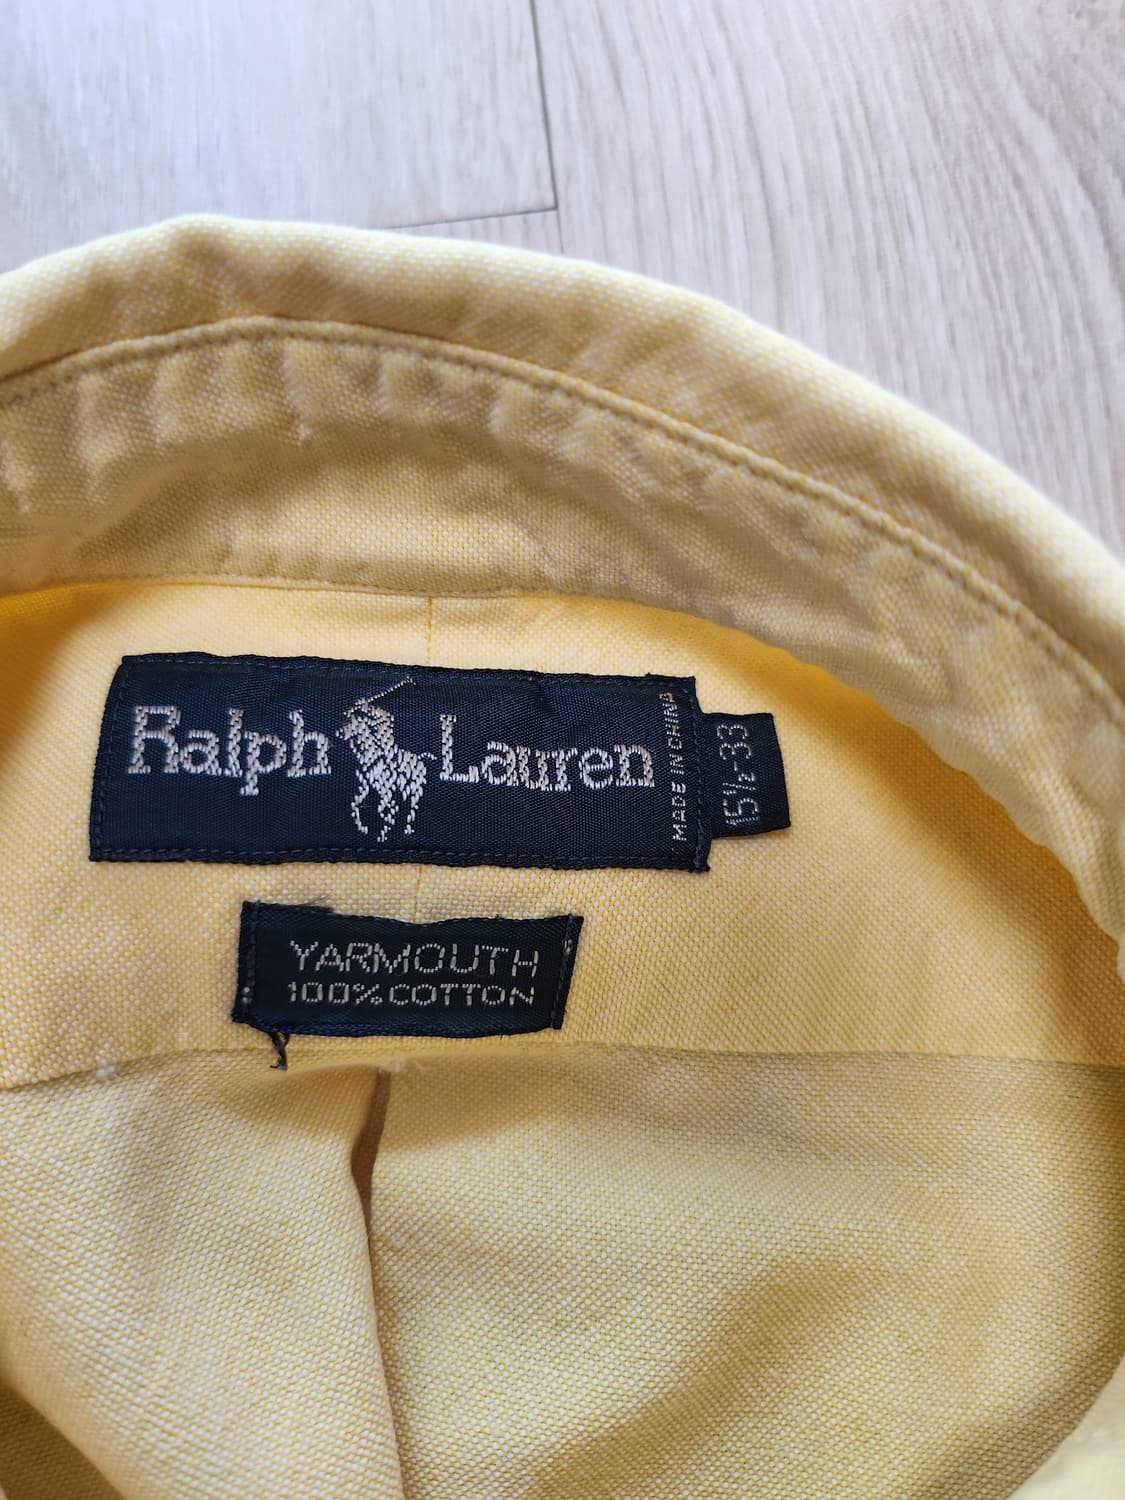 Ralph Lauren
MADE IN CHINA
15½-33
YARMOUTH
100% COTTON